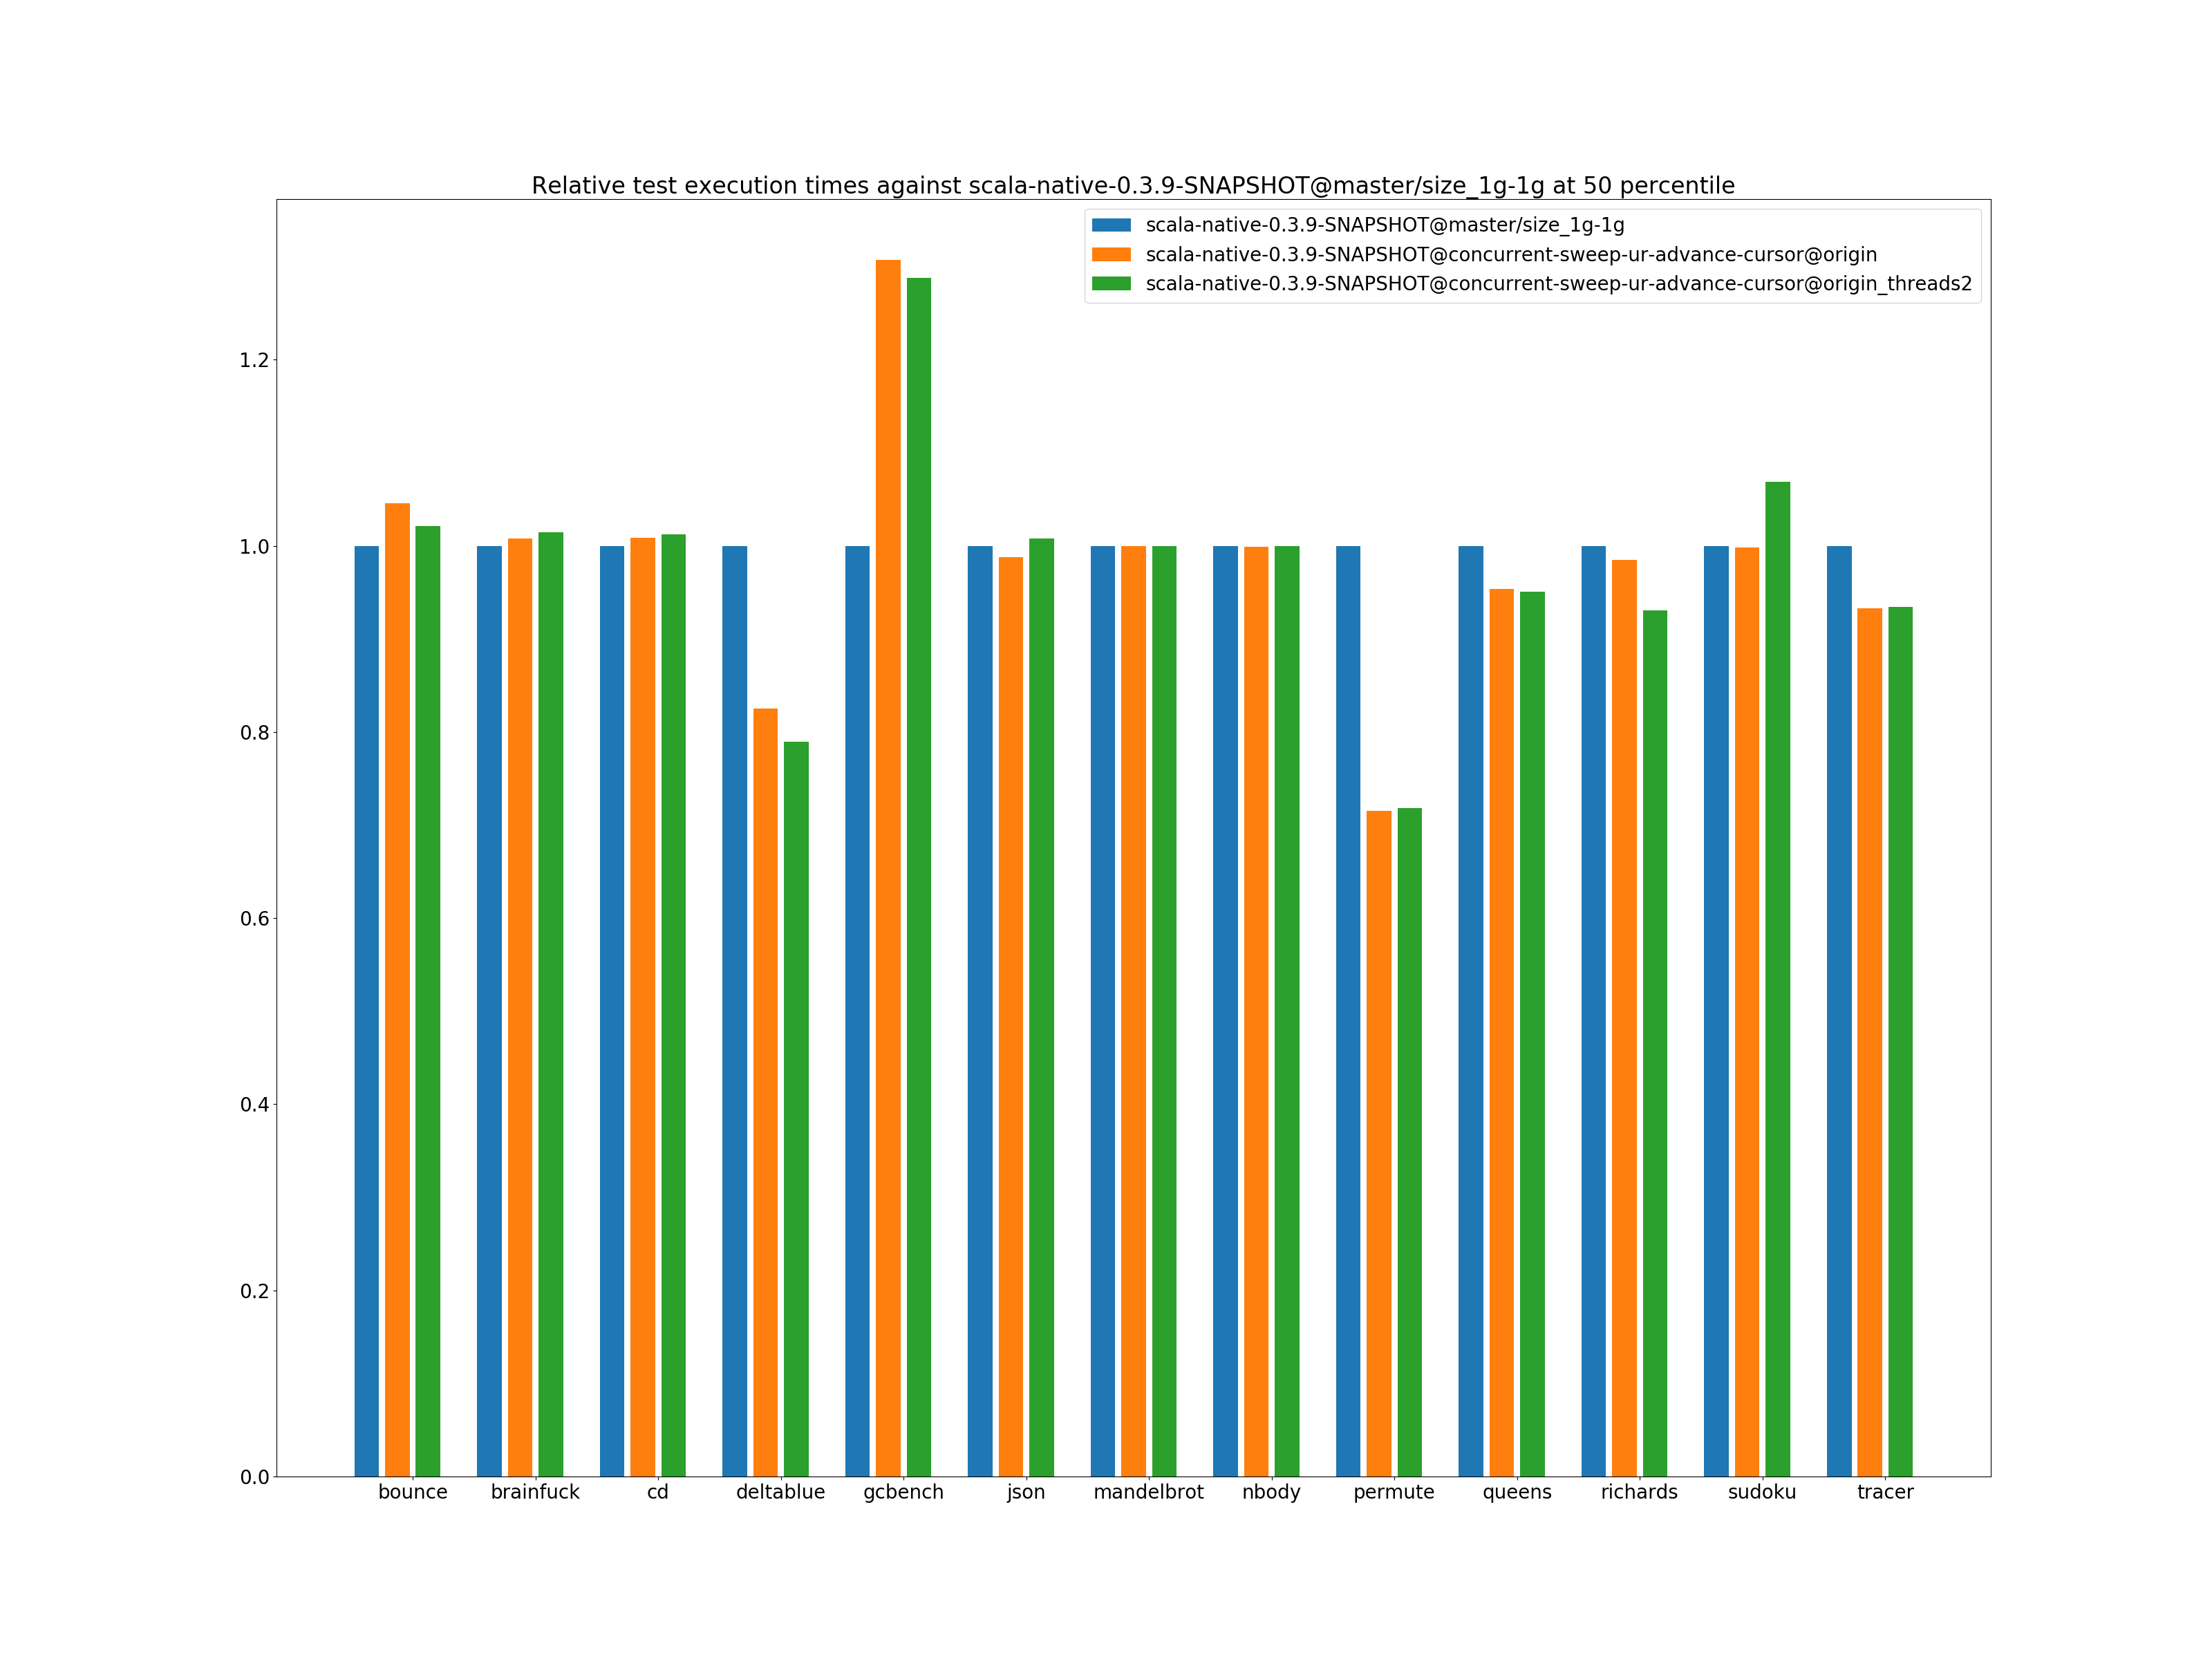 Relative test execution times against scala-native-0.3.9-SNAPSHOT@master/size_1g-1g at 50 percentile
scala-native-0.3.9-SNAPSHOT@master/size_1g-1g
scala-native-0.3.9-SNAPSHOT@concurrent-sweep-ur-advance-cursor@origin
scala-native-0.3.9-SNAPSHOT@concurrent-sweep-ur-advance-cursor@origin_threads2
1.2
1.0
0.8
0.6
0.4
0.2
0.0
bounce brainfuck cd deltablue gcbench json mandelbrot nbody permute queens richards sudoku tracer